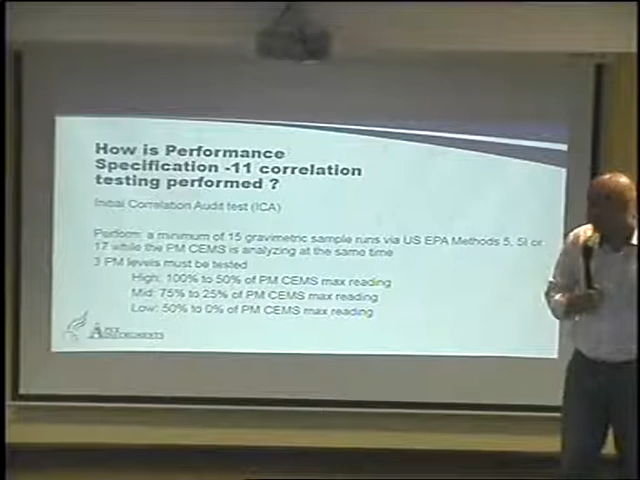 How is Performance
Specification -11 correlation
testing performed ?
Initial Correlation Audit test (ICA)
Perform: a minimum of 15 gravimetric sample runs via US EPA Methods 5, 5I or
17 while the PM CEMS is analyzing at the same time
3 PM levels must be tested
High: 100% to 50% of PM CEMS max reading
Mid: 75% to 25% of PM CEMS max reading
Low: 50% to 0% of PM CEMS max reading
APEX
INSTRUMENTS